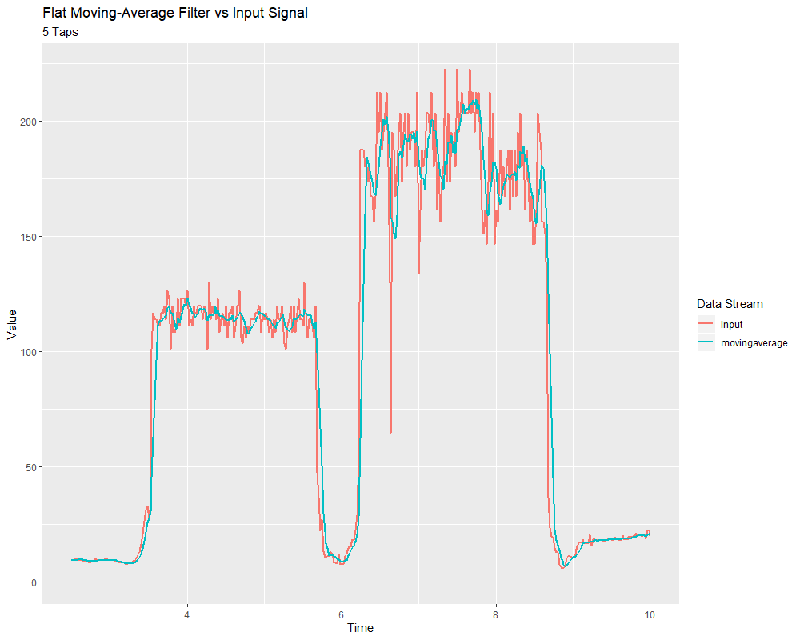 Flat Moving-Average Filter vs Input Signal
5 Taps
200
150
100
50
0
Value
4
6
8
10
Time
Data Stream
input
movingaverage